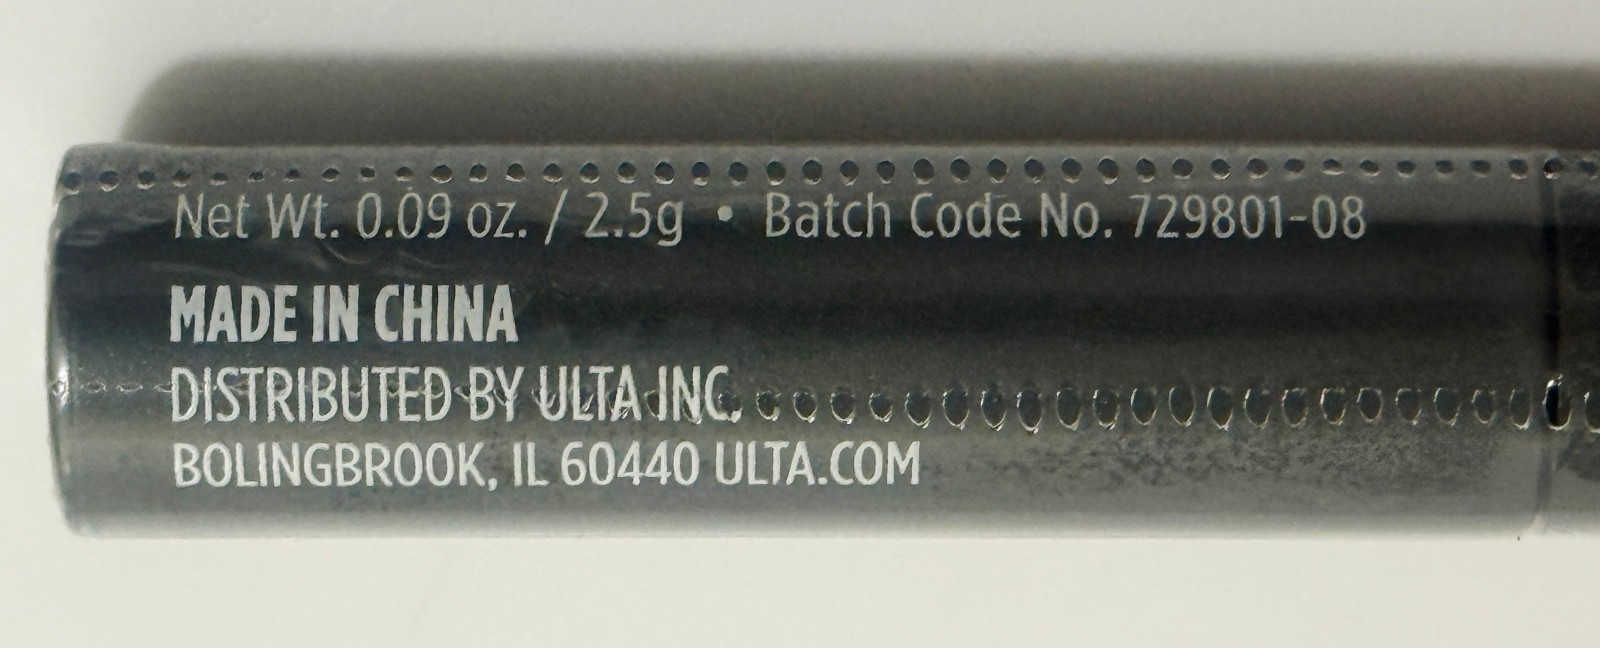 Net Wt. 0.09 oz. / 2.5g • Batch Code No. 729801-08
MADE IN CHINA
DISTRIBUTED BY ULTA INC.
BOLINGBROOK, IL 60440 ULTA.COM